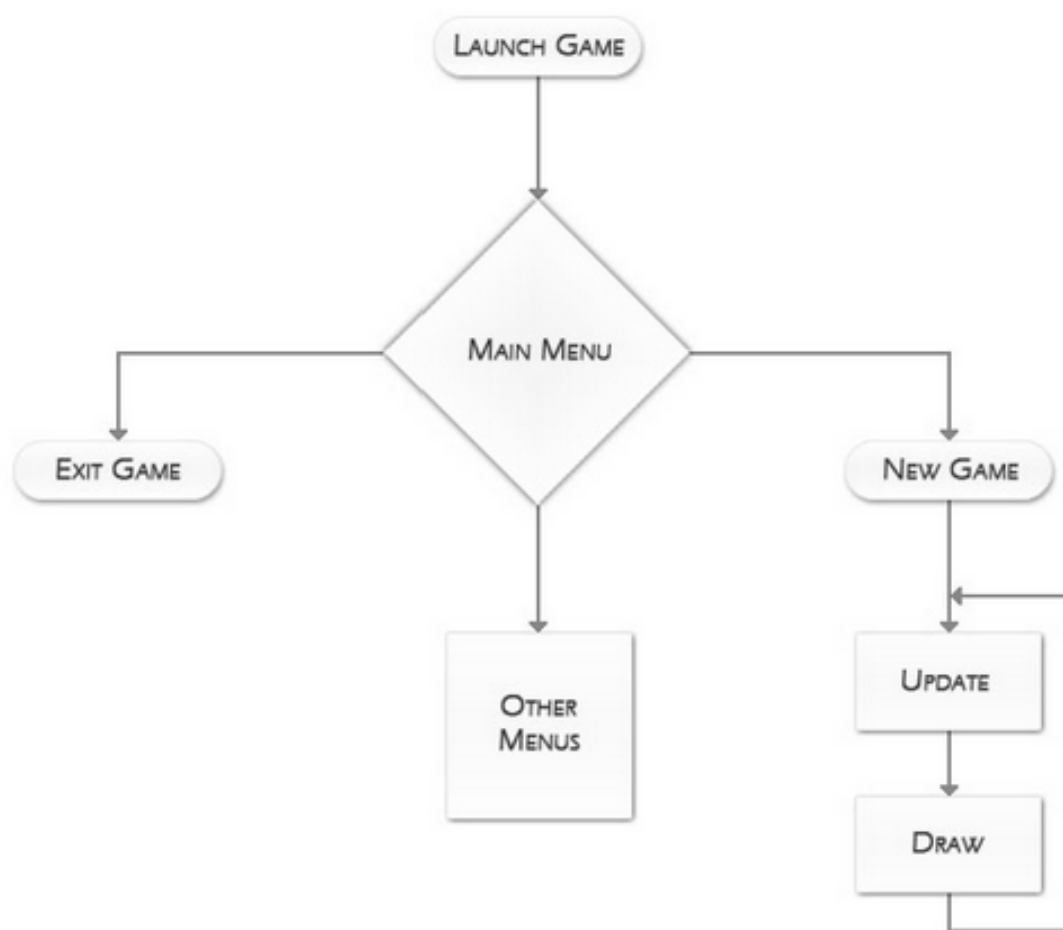 Launch Game
Main Menu
Exit Game
New Game
Update
Other
Menus
Draw